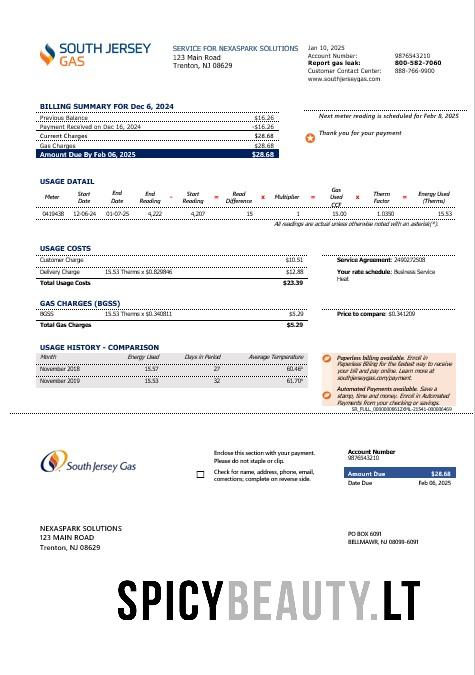 SOUTH JERSEY
GAS
SERVICE FOR NEXASPARK SOLUTIONS
123 Main Road
Trenton, NJ 08629
Jan 10, 2025
Account Number: 9876543210
Report gas leak: 800-582-7060
Customer Contact Center: 888-766-9900
www.southjersey.com
BILLING SUMMARY FOR Dec 6, 2024
Previous Balance $16.26
Payment Received on Dec 16, 2024 -$16.26
Current Charges $28.68
Gas Charges $28.68
Amount Due By Feb 06, 2025 $28.68
Next meter reading is scheduled for Febr 8, 2025
Thank you for your payment
USAGE DATAIL
Meter Start Date End Date End Reading - Start Reading = Read Difference x Multiplier = Gas Used CCF x Therm Factor = Energy Used (Therms)
0419438 12-06-24 01-07-25 4,222 4,207 15 1 15.00 1.0350 15.53
All readings are actual unless otherwise noted with an asterisk(*).
USAGE COSTS
Customer Charge $10.51
Delivery Charge 15.53 Therms x $0.829846 $12.88
Total Usage Costs $23.39
Service Agreement: 2490272508
Your rate schedule: Business Service
Heat
GAS CHARGES (BGSS)
BGSS 15.53 Therms x $0.340811 $5.29
Total Gas Charges $5.29
Price to compare: $0.341209
USAGE HISTORY - COMPARISON
Month Energy Used Days in Period Average Temperature
November 2018 15.57 27 60.46°
November 2019 15.53 32 61.70°
Paperless billing available. Enroll in
Paperless Billing for the fastest way to receive
your bill and pay online. Learn more at
southjerseygas.com/payment.
Automated Payments available. Save a
stamp, time and money. Enroll in Automated
Payments from your checking or savings.
South Jersey Gas
Enclose this section with your payment.
Please do not staple or clip.
Check for name, address, phone, email,
corrections; complete on reverse side.
Account Number
9876543210
Amount Due $28.68
Date Due Feb 06, 2025
NEXASPARK SOLUTIONS
123 MAIN ROAD
Trenton, NJ 08629
PO BOX 6091
BELLMAWR, NJ 08099-6091
SPICYBEAUTY.LT